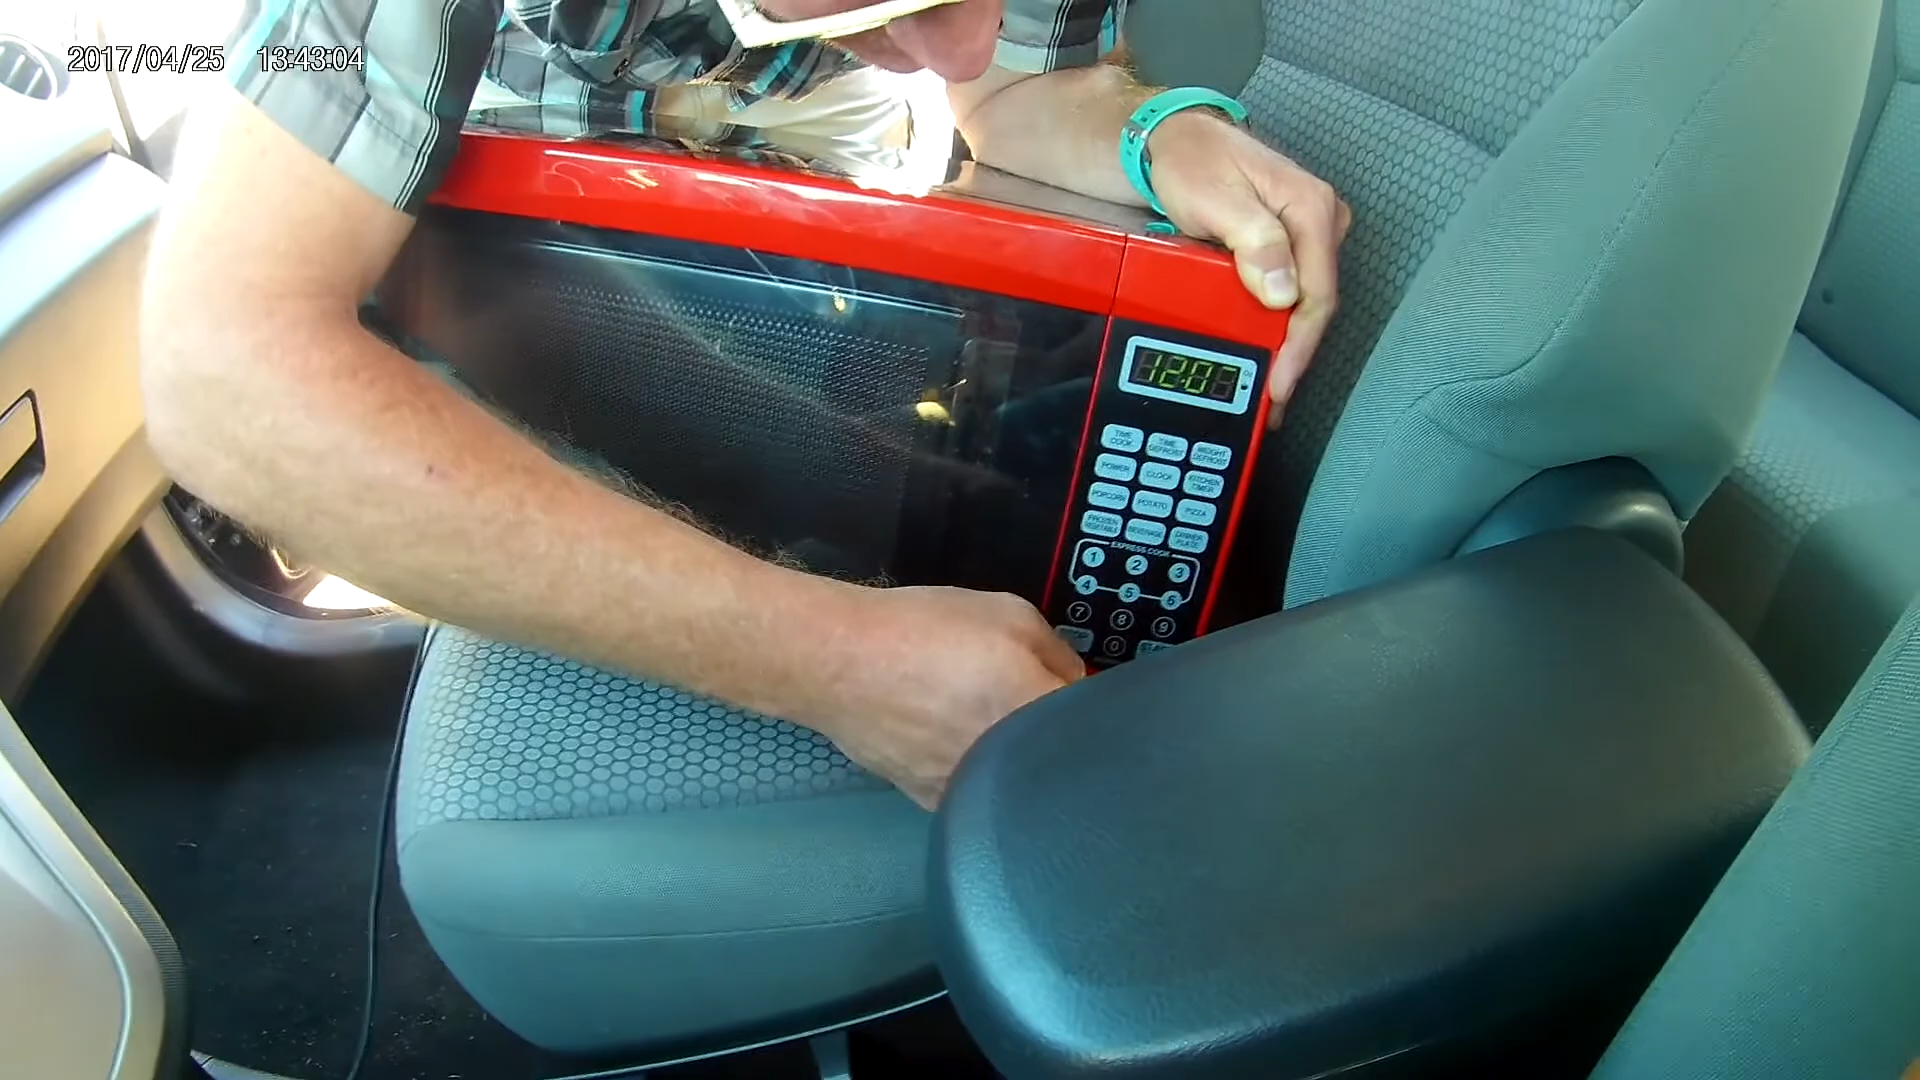 2017/04/25 13:43:04
12:07
TIME COOK
TIME DEFROST
WEIGHT DEFROST
POWER
CLOCK
KITCHEN TIMER
POPCORN
POTATO
PIZZA
FROZEN VEGETABLE
BEVERAGE
DINNER PLATE
EXPRESS COOK
1 2 3
4 5 6
7 8 9
0